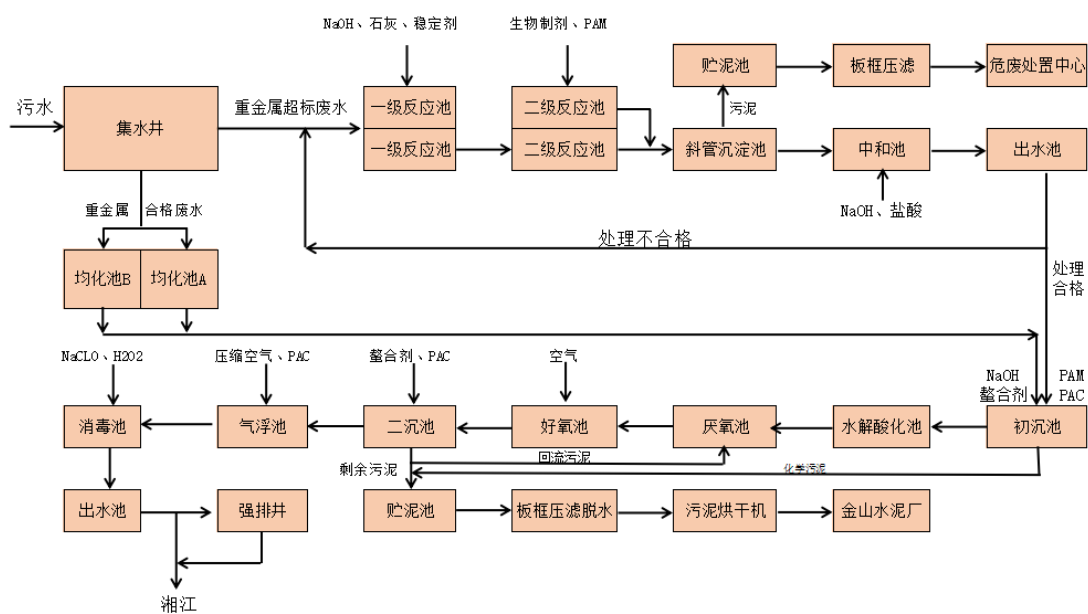 NaOH、石灰、稳定剂
生物制剂、PAM
贮泥池
板框压滤
危废处置中心
污水
集水井
重金属超标废水
一级反应池
二级反应池
污泥
一级反应池
二级反应池
斜管沉淀池
中和池
出水池
重金属
合格废水
NaOH、盐酸
处理不合格
均化池B
均化池A
处理
合格
NaCLO、H2O2
压缩空气、PAC
螯合剂、PAC
空气
NaOH
螯合剂
PAM
PAC
消毒池
气浮池
二沉池
好氧池
厌氧池
水解酸化池
初沉池
剩余污泥
回流污泥
化学污泥
出水池
强排井
贮泥池
板框压滤脱水
污泥烘干机
金山水泥厂
湘江